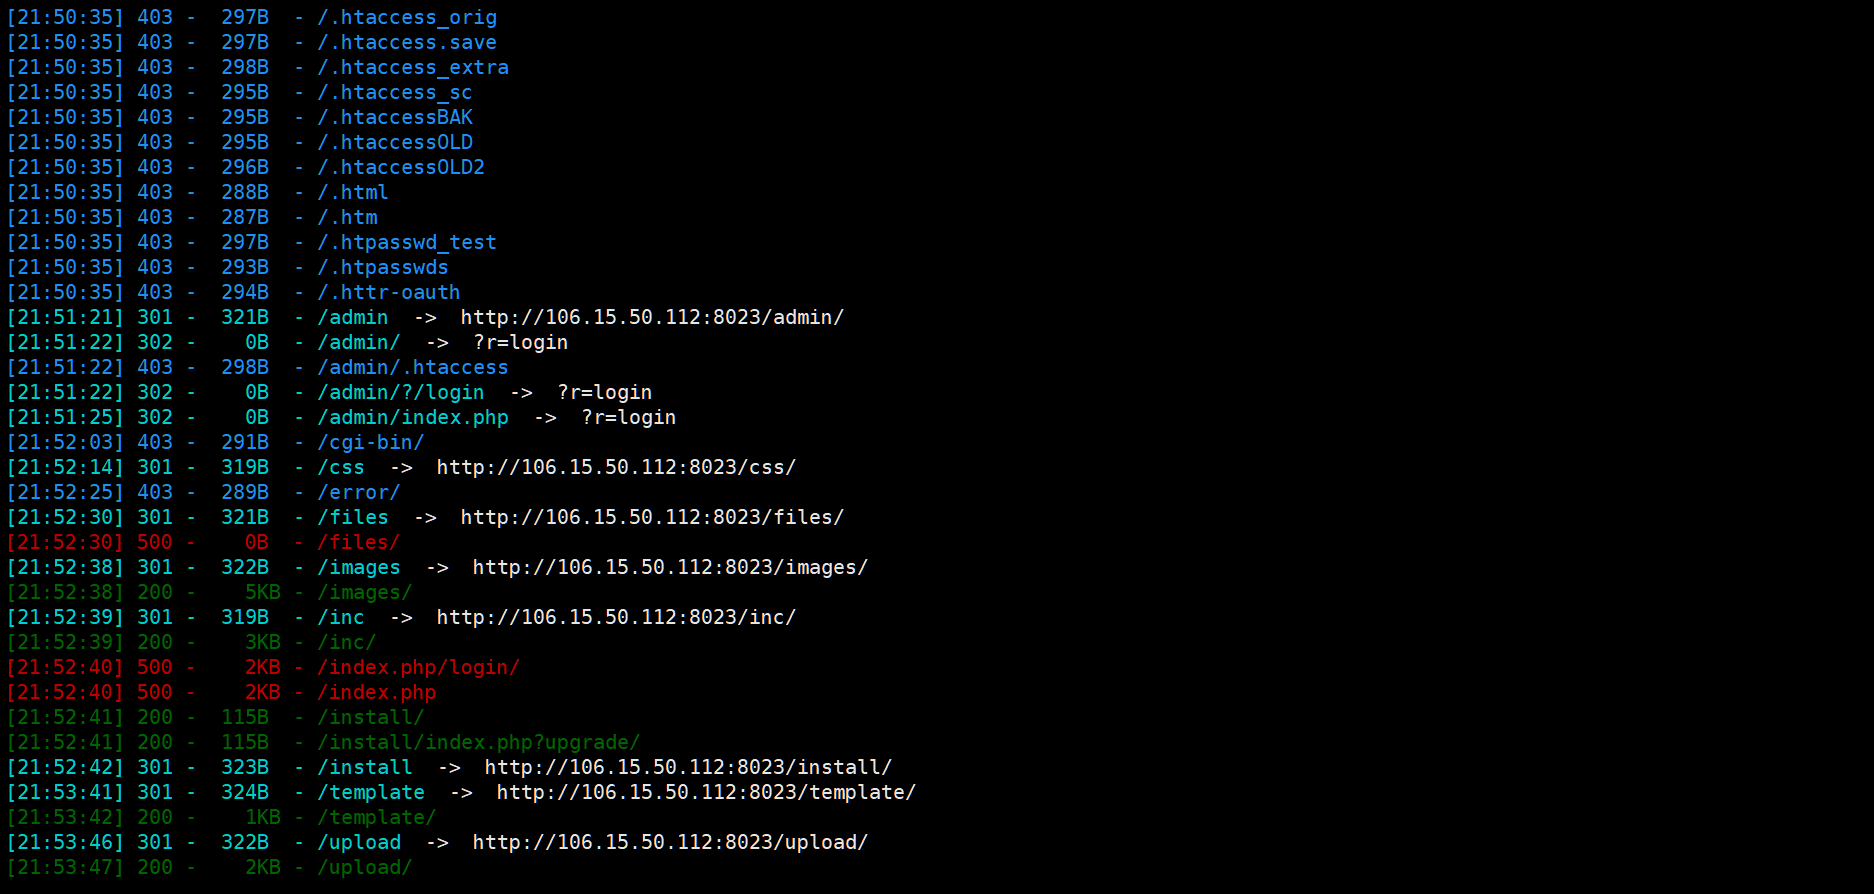 [21:50:35] 403 -  297B  - /.htaccess_orig
[21:50:35] 403 -  297B  - /.htaccess.save
[21:50:35] 403 -  298B  - /.htaccess_extra
[21:50:35] 403 -  295B  - /.htaccess_sc
[21:50:35] 403 -  295B  - /.htaccessBAK
[21:50:35] 403 -  295B  - /.htaccessOLD
[21:50:35] 403 -  296B  - /.htaccessOLD2
[21:50:35] 403 -  288B  - /.html
[21:50:35] 403 -  287B  - /.htm
[21:50:35] 403 -  297B  - /.htpasswd_test
[21:50:35] 403 -  293B  - /.htpasswds
[21:50:35] 403 -  294B  - /.httr-oauth
[21:51:21] 301 -  321B  - /admin  ->  http://106.15.50.112:8023/admin/
[21:51:22] 302 -    0B  - /admin/  ->  ?r=login
[21:51:22] 403 -  298B  - /admin/.htaccess
[21:51:22] 302 -    0B  - /admin/?/login  ->  ?r=login
[21:51:25] 302 -    0B  - /admin/index.php  ->  ?r=login
[21:52:03] 403 -  291B  - /cgi-bin/
[21:52:14] 301 -  319B  - /css  ->  http://106.15.50.112:8023/css/
[21:52:25] 403 -  289B  - /error/
[21:52:30] 301 -  321B  - /files  ->  http://106.15.50.112:8023/files/
[21:52:30] 500 -    0B  - /files/
[21:52:38] 301 -  322B  - /images  ->  http://106.15.50.112:8023/images/
[21:52:38] 200 -    5KB - /images/
[21:52:39] 301 -  319B  - /inc  ->  http://106.15.50.112:8023/inc/
[21:52:39] 200 -    3KB - /inc/
[21:52:40] 500 -    2KB - /index.php/login/
[21:52:40] 500 -    2KB - /index.php
[21:52:41] 200 -  115B  - /install/
[21:52:41] 200 -  115B  - /install/index.php?upgrade/
[21:52:42] 301 -  323B  - /install  ->  http://106.15.50.112:8023/install/
[21:53:41] 301 -  324B  - /template  ->  http://106.15.50.112:8023/template/
[21:53:42] 200 -    1KB - /template/
[21:53:46] 301 -  322B  - /upload  ->  http://106.15.50.112:8023/upload/
[21:53:47] 200 -    2KB - /upload/